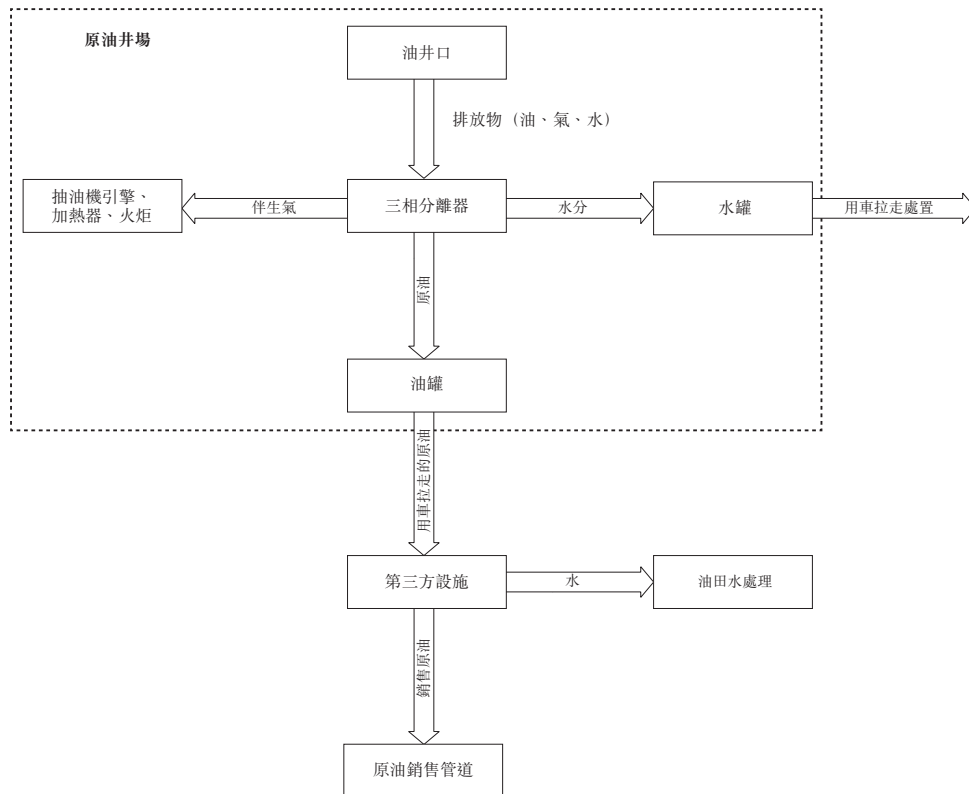 原油井場
油井口
排放物（油、氣、水）
抽油機引擎、
加熱器、火炬
伴生氣
三相分離器
水分
水罐
用車拉走處置
原油
油罐
用車拉走的原油
第三方設施
水
油田水處理
銷售原油
原油銷售管道